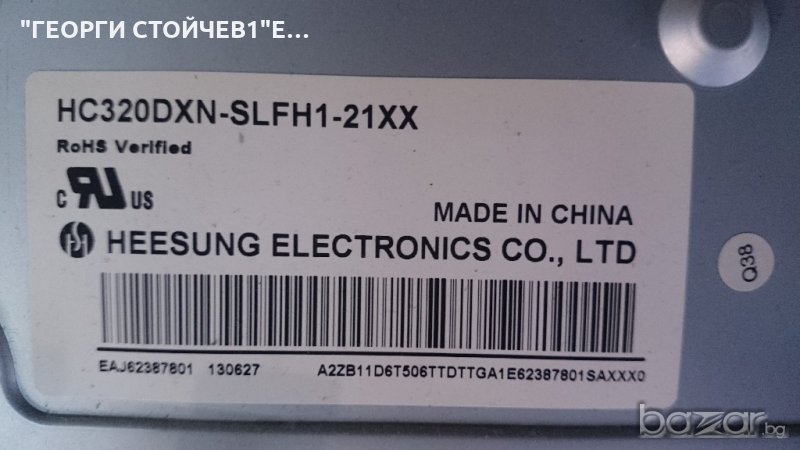 "ГЕОРГИ СТОЙЧЕВ1"Е...
HC320DXN-SLFH1-21XX
RoHS Verified
C RU US
MADE IN CHINA
HEESUNG ELECTRONICS CO., LTD
Q38
EAJ62387801 130627 A2ZB11D6T506TTDTTGA1E62387801SAXXX0
bazar.bg